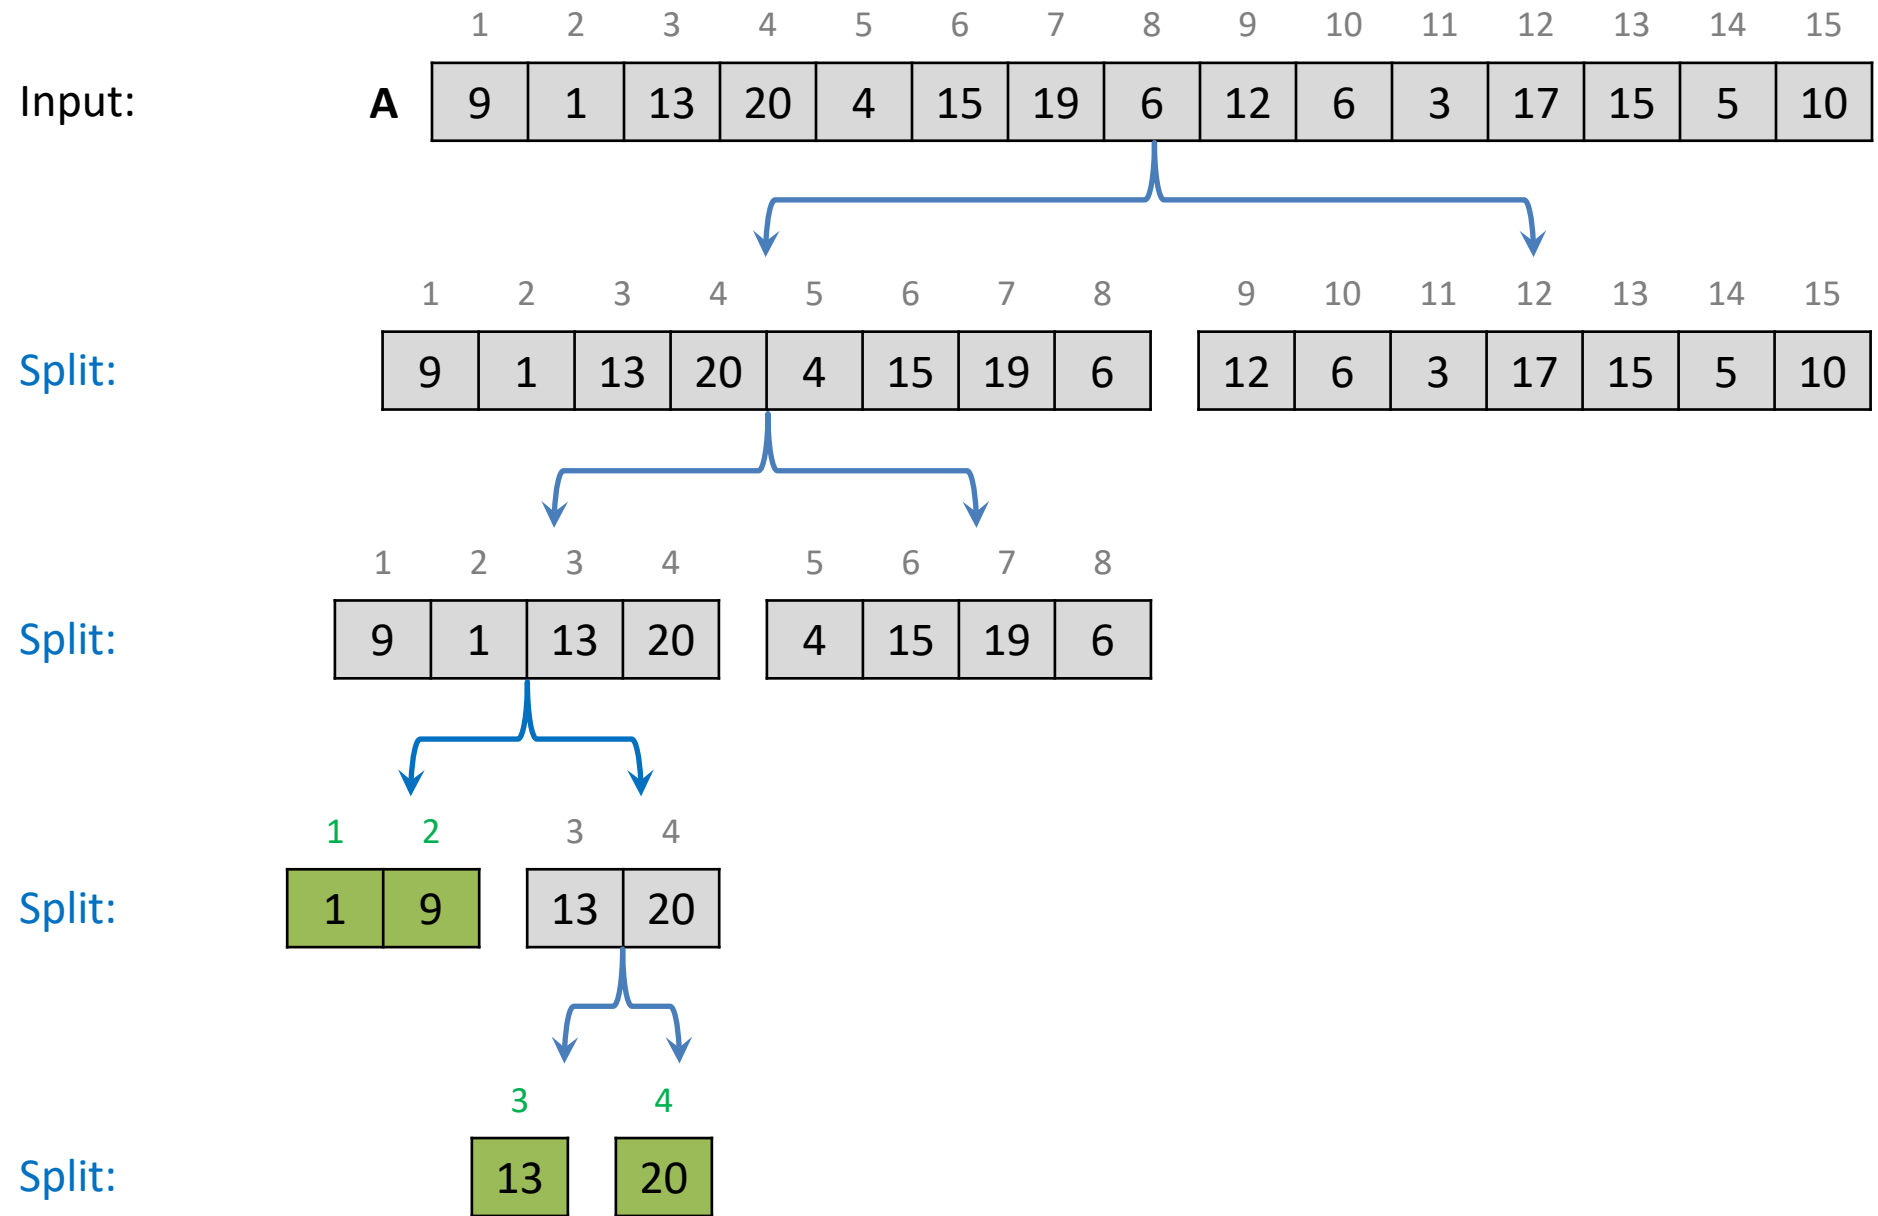 1 2 3 4 5 6 7 8 9 10 11 12 13 14 15
Input: A 9 1 13 20 4 15 19 6 12 6 3 17 15 5 10
1 2 3 4 5 6 7 8 9 10 11 12 13 14 15
Split: 9 1 13 20 4 15 19 6 12 6 3 17 15 5 10
1 2 3 4 5 6 7 8
Split: 9 1 13 20 4 15 19 6
1 2 3 4
Split: 1 9 13 20
3 4
Split: 13 20